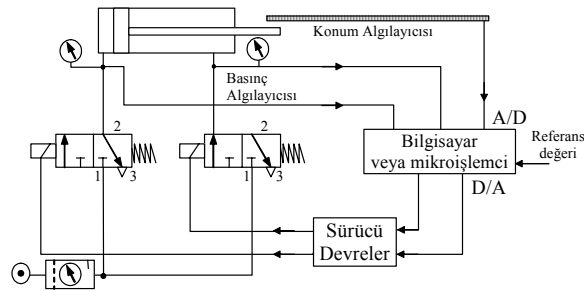 Konum Algılayıcısı
Basınç
Algılayıcısı
A/D
2
2
Bilgisayar
veya mikroişlemci
Referans
değeri
1
3
1
3
D/A
Sürücü
Devreler